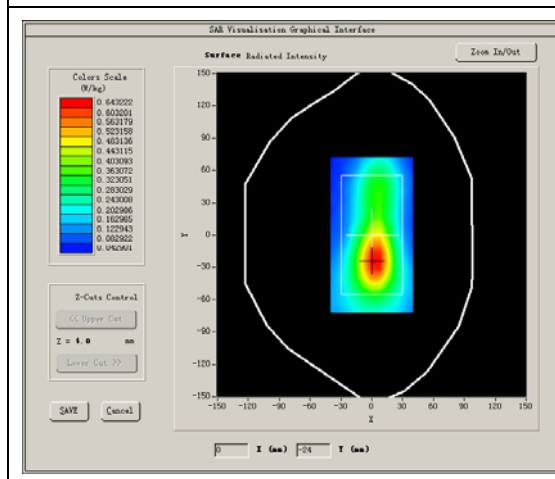 SAR Visualisation Graphical Interface
Surface Radiated Intensity
Zoom In/Out
Colors Scale
(W/kg)
0.643222
0.603201
0.563179
0.523158
0.483136
0.443115
0.403093
0.363072
0.323051
0.283029
0.243008
0.202986
0.162965
0.122943
0.082922
0.042901
150
120
90
60
30
0
-30
-60
-90
-120
-150
Y
-150 -120 -90 -60 -30 0 30 60 90 120 150
X
Z-Cuts Control
<< Upper Cut
Z = 4.0 mm
Lower Cut >>
SAVE Cancel
0 X (mm) -24 Y (mm)